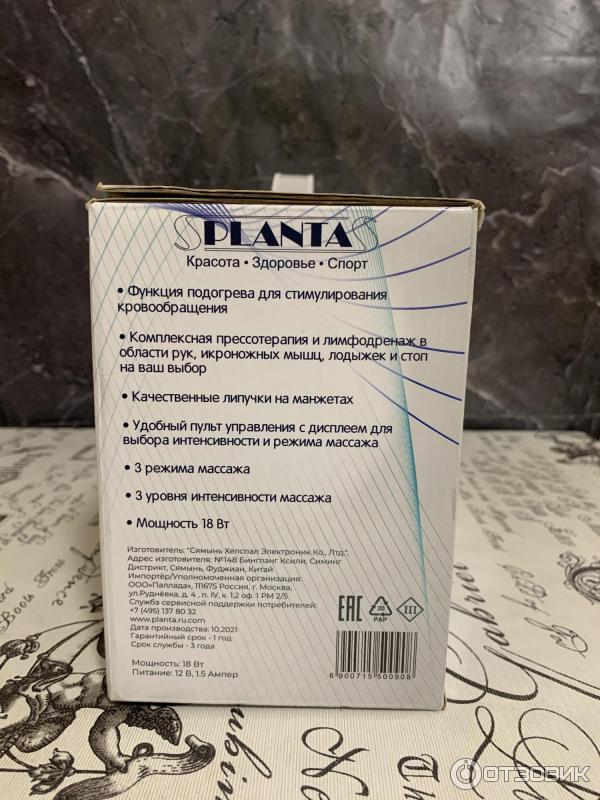 SPLANTAS
Красота • Здоровье • Спорт
• Функция подогрева для стимулирования
кровообращения
• Комплексная прессотерапия и лимфодренаж в
области рук, икроножных мышц, лодыжек и стоп
на ваш выбор
• Качественные липучки на манжетах
• Удобный пульт управления с дисплеем для
выбора интенсивности и режима массажа
• 3 режима массажа
• 3 уровня интенсивности массажа
• Мощность 18 Вт
Изготовитель: "Сямынь Хепспал Электроник Ко., Лтд.",
Адрес изготовителя: №148 Бингланг Ксили, Симинг
Дистрикт, Сямынь, Фуджиан, Китай
Импортёр/Уполномоченная организация:
ООО«Паллада», 111675 Россия, г. Москва,
ул.Руднёвка, д. 4 , п. IV, к. 1,2 оф. 1 РМ 2/5
Служба сервисной поддержки потребителей:
+7 (495) 137 80 32
www.planta.ru.com
Дата производства: 10.2021
Гарантийный срок - 1 год
Срок службы - 3 года
Мощность: 18 Вт
Питание: 12 В, 1.5 Ампер
EAC
20
PAP
III
6 900715 500908
ОТЗОВИК